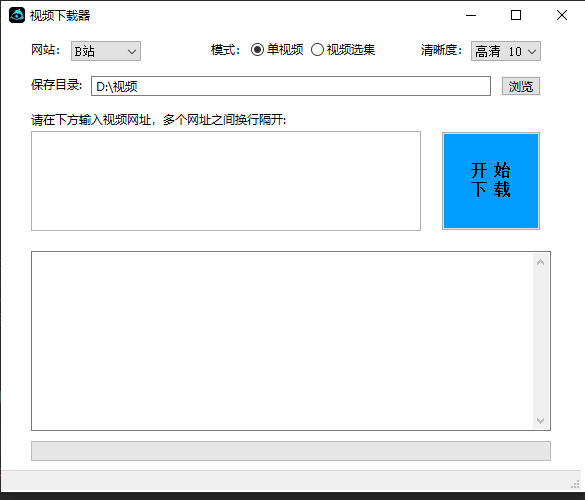 视频下载器
网站： B站 模式： 单视频 视频选集 清晰度： 高清 10
保存目录: D:\视频 浏览
请在下方输入视频网址，多个网址之间换行隔开:
开 始
下 载